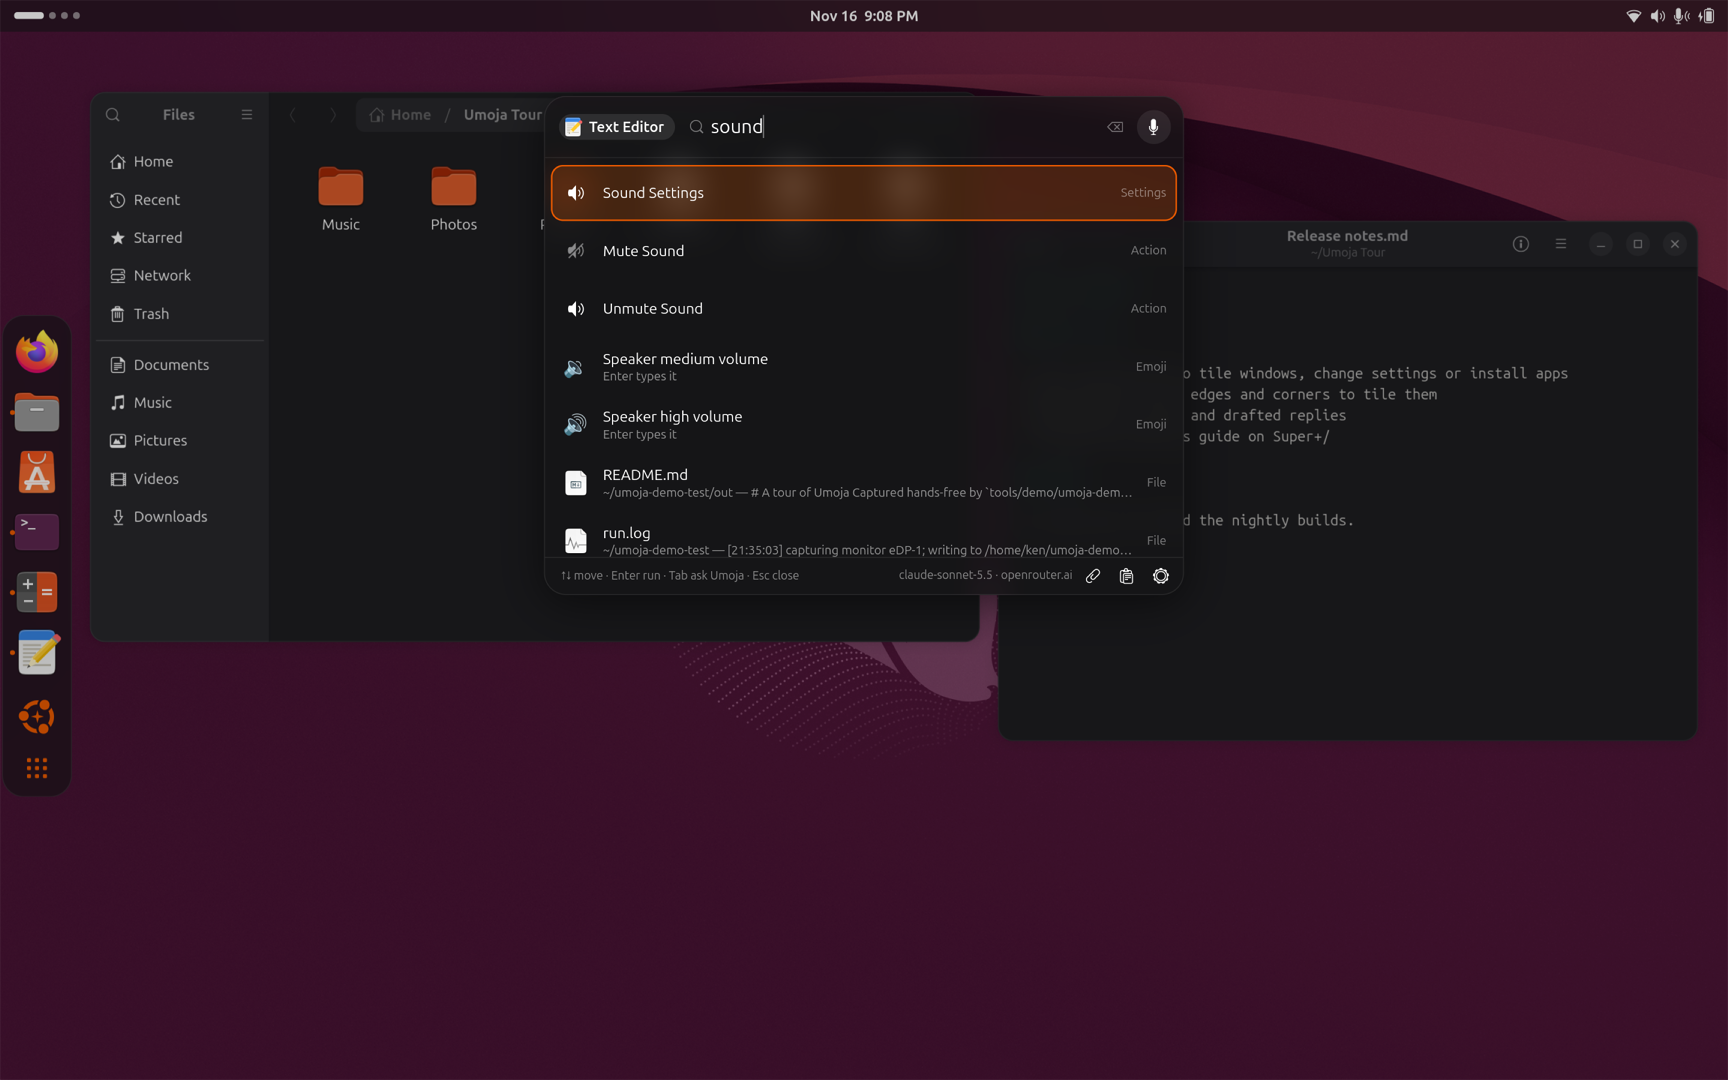 Nov 16 9:08 PM
Files
Home / Umoja Tour
Home
Recent
Starred
Network
Trash
Documents
Music
Pictures
Videos
Downloads
Music
Photos
Text Editor
sound
Sound Settings
Settings
Mute Sound
Action
Unmute Sound
Action
Speaker medium volume
Enter types it
Emoji
Speaker high volume
Enter types it
Emoji
README.md
~/umoja-demo-test/out — # A tour of Umoja Captured hands-free by `tools/demo/umoja-dem…
File
run.log
~/umoja-demo-test — [21:35:03] capturing monitor eDP-1; writing to /home/ken/umoja-demo…
File
↑↓ move · Enter run · Tab ask Umoja · Esc close
claude-sonnet-5.5 · openrouter.ai
Release notes.md
~/Umoja Tour
o tile windows, change settings or install apps
edges and corners to tile them
and drafted replies
s guide on Super+/
d the nightly builds.